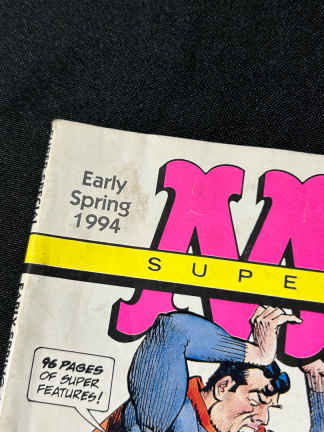 Early
Spring
1994
SUPE
96 PAGES
OF SUPER
FEATURES!